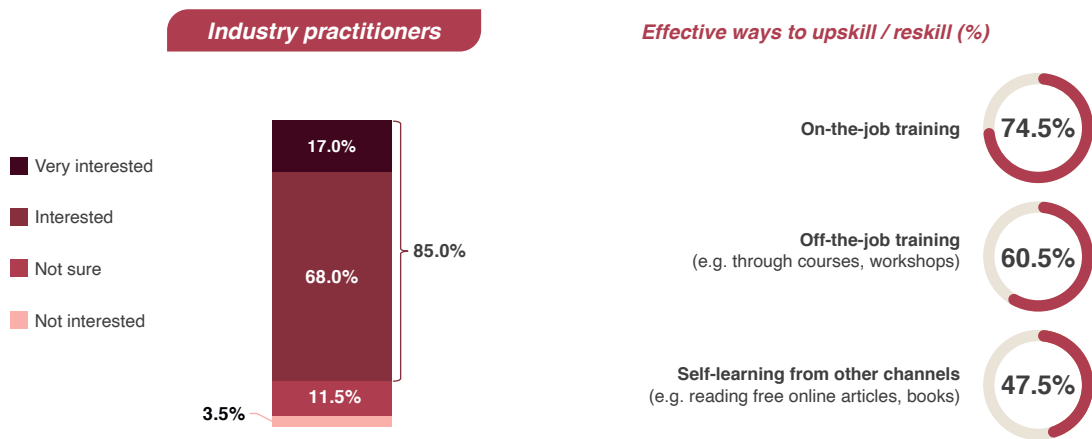 Industry practitioners
Very interested
Interested
Not sure
Not interested
17.0%
68.0%
11.5%
3.5%
85.0%
Effective ways to upskill / reskill (%)
On-the-job training
74.5%
Off-the-job training
(e.g. through courses, workshops)
60.5%
Self-learning from other channels
(e.g. reading free online articles, books)
47.5%